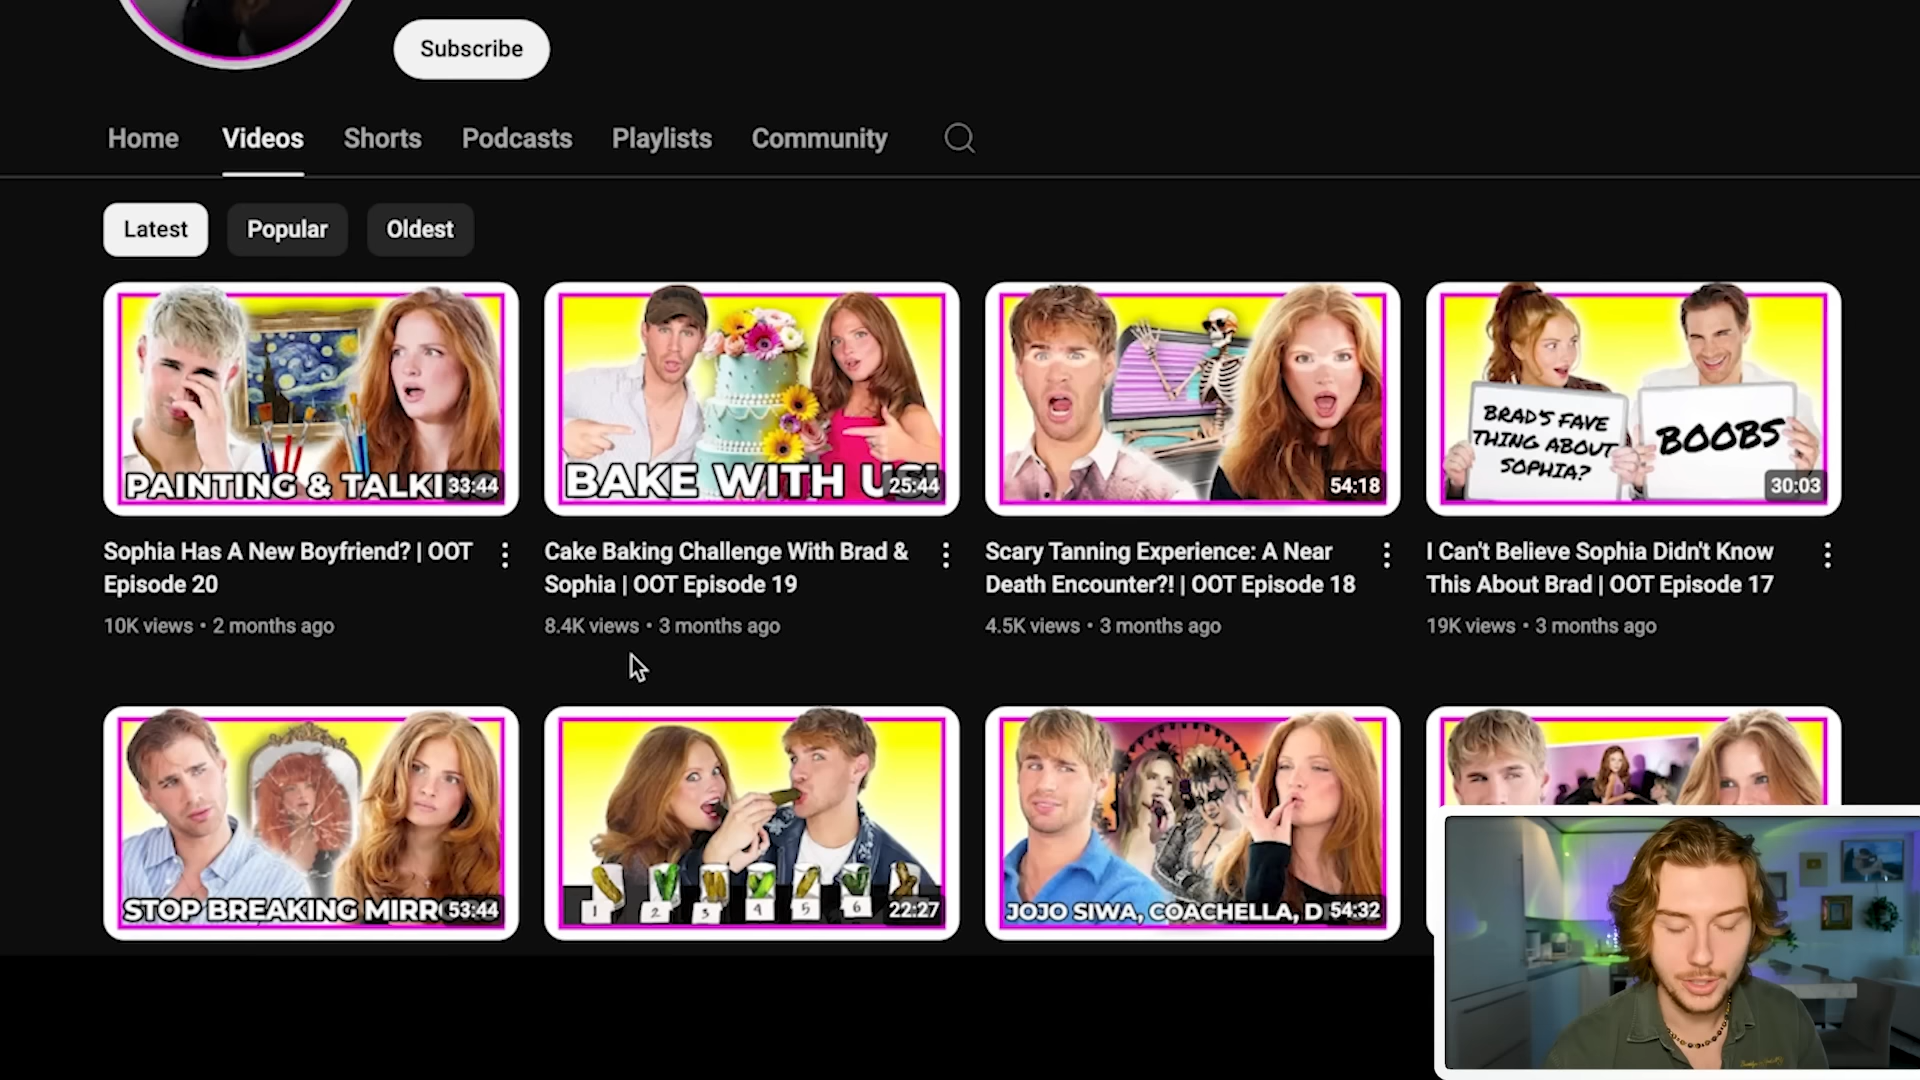 Subscribe
Home Videos Shorts Podcasts Playlists Community
Latest Popular Oldest
PAINTING & TALKI 33:44
BAKE WITH US! 25:44
54:18
BRAD'S FAVE
THING ABOUT
SOPHIA?
BOOBS
30:03
Sophia Has A New Boyfriend? | OOT
Episode 20
10K views • 2 months ago
Cake Baking Challenge With Brad &
Sophia | OOT Episode 19
8.4K views • 3 months ago
Scary Tanning Experience: A Near
Death Encounter?! | OOT Episode 18
4.5K views • 3 months ago
I Can't Believe Sophia Didn't Know
This About Brad | OOT Episode 17
19K views • 3 months ago
STOP BREAKING MIRRO 53:44
1 2 3 4 5 6 22:27
JOJO SIWA, COACHELLA, D 54:32